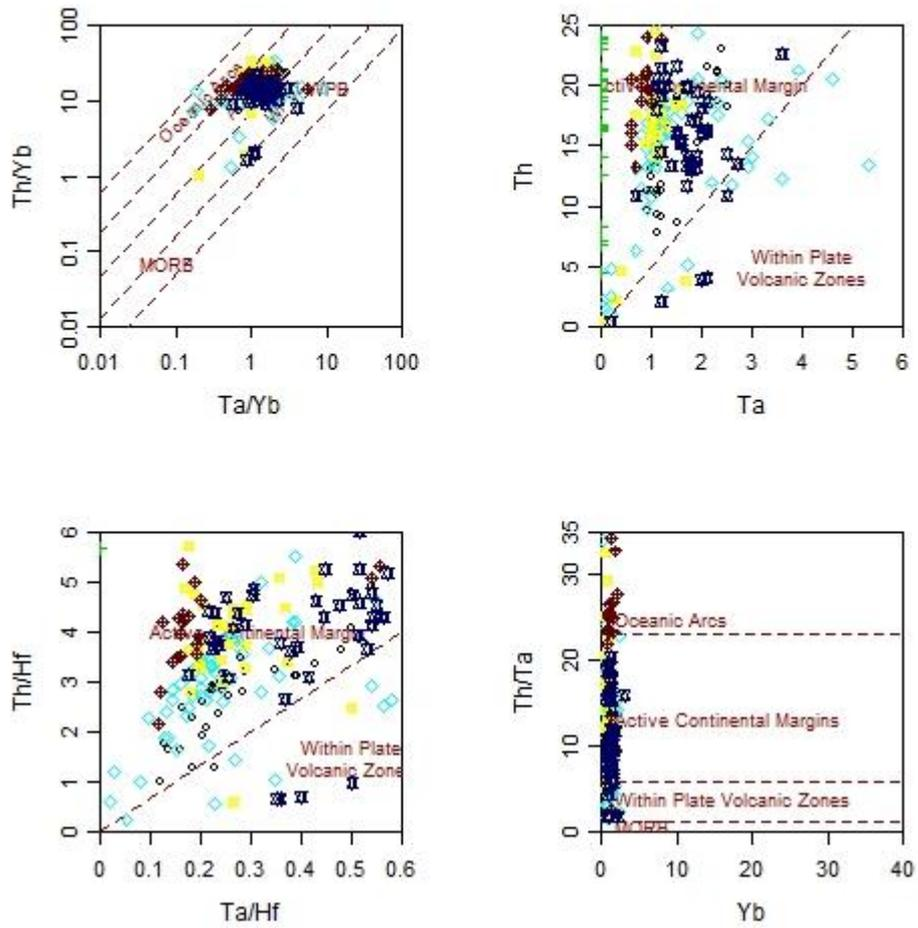 100
10
1
0.1
0.01
Th/Yb
MORB
0.01 0.1 1 10 100
Ta/Yb
25
20
15
10
5
0
Th
Margin
Within Plate
Volcanic Zones
0 1 2 3 4 5 6
Ta
6
5
4
3
2
1
0
Th/Hf
Within Plate
Volcanic Zone
0 0.1 0.2 0.3 0.4 0.5 0.6
Ta/Hf
35
30
20
10
0
Th/Ta
Oceanic Arcs
Active Continental Margins
Within Plate Volcanic Zones
MORB
0 10 20 30 40
Yb